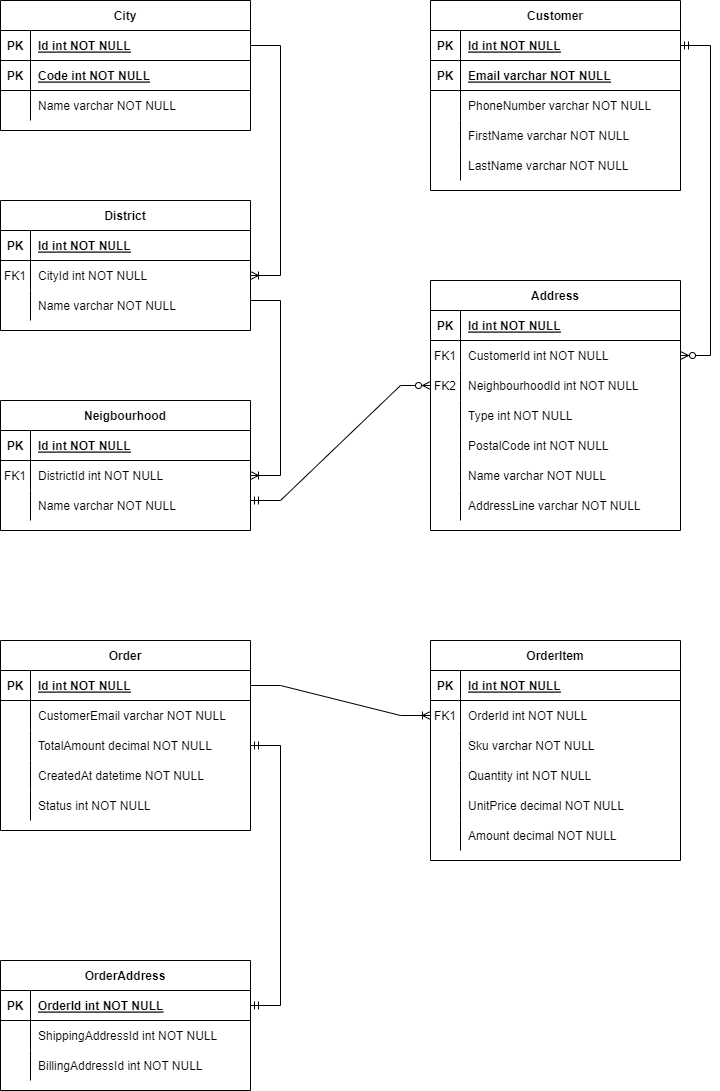 City
PK Id int NOT NULL
PK Code int NOT NULL
Name varchar NOT NULL
Customer
PK Id int NOT NULL
PK Email varchar NOT NULL
PhoneNumber varchar NOT NULL
FirstName varchar NOT NULL
LastName varchar NOT NULL
District
PK Id int NOT NULL
FK1 CityId int NOT NULL
Name varchar NOT NULL
Address
PK Id int NOT NULL
FK1 CustomerId int NOT NULL
FK2 NeighbourhoodId int NOT NULL
Type int NOT NULL
PostalCode int NOT NULL
Name varchar NOT NULL
AddressLine varchar NOT NULL
Neigbourhood
PK Id int NOT NULL
FK1 DistrictId int NOT NULL
Name varchar NOT NULL
Order
PK Id int NOT NULL
CustomerEmail varchar NOT NULL
TotalAmount decimal NOT NULL
CreatedAt datetime NOT NULL
Status int NOT NULL
OrderItem
PK Id int NOT NULL
FK1 OrderId int NOT NULL
Sku varchar NOT NULL
Quantity int NOT NULL
UnitPrice decimal NOT NULL
Amount decimal NOT NULL
OrderAddress
PK OrderId int NOT NULL
ShippingAddressId int NOT NULL
BillingAddressId int NOT NULL